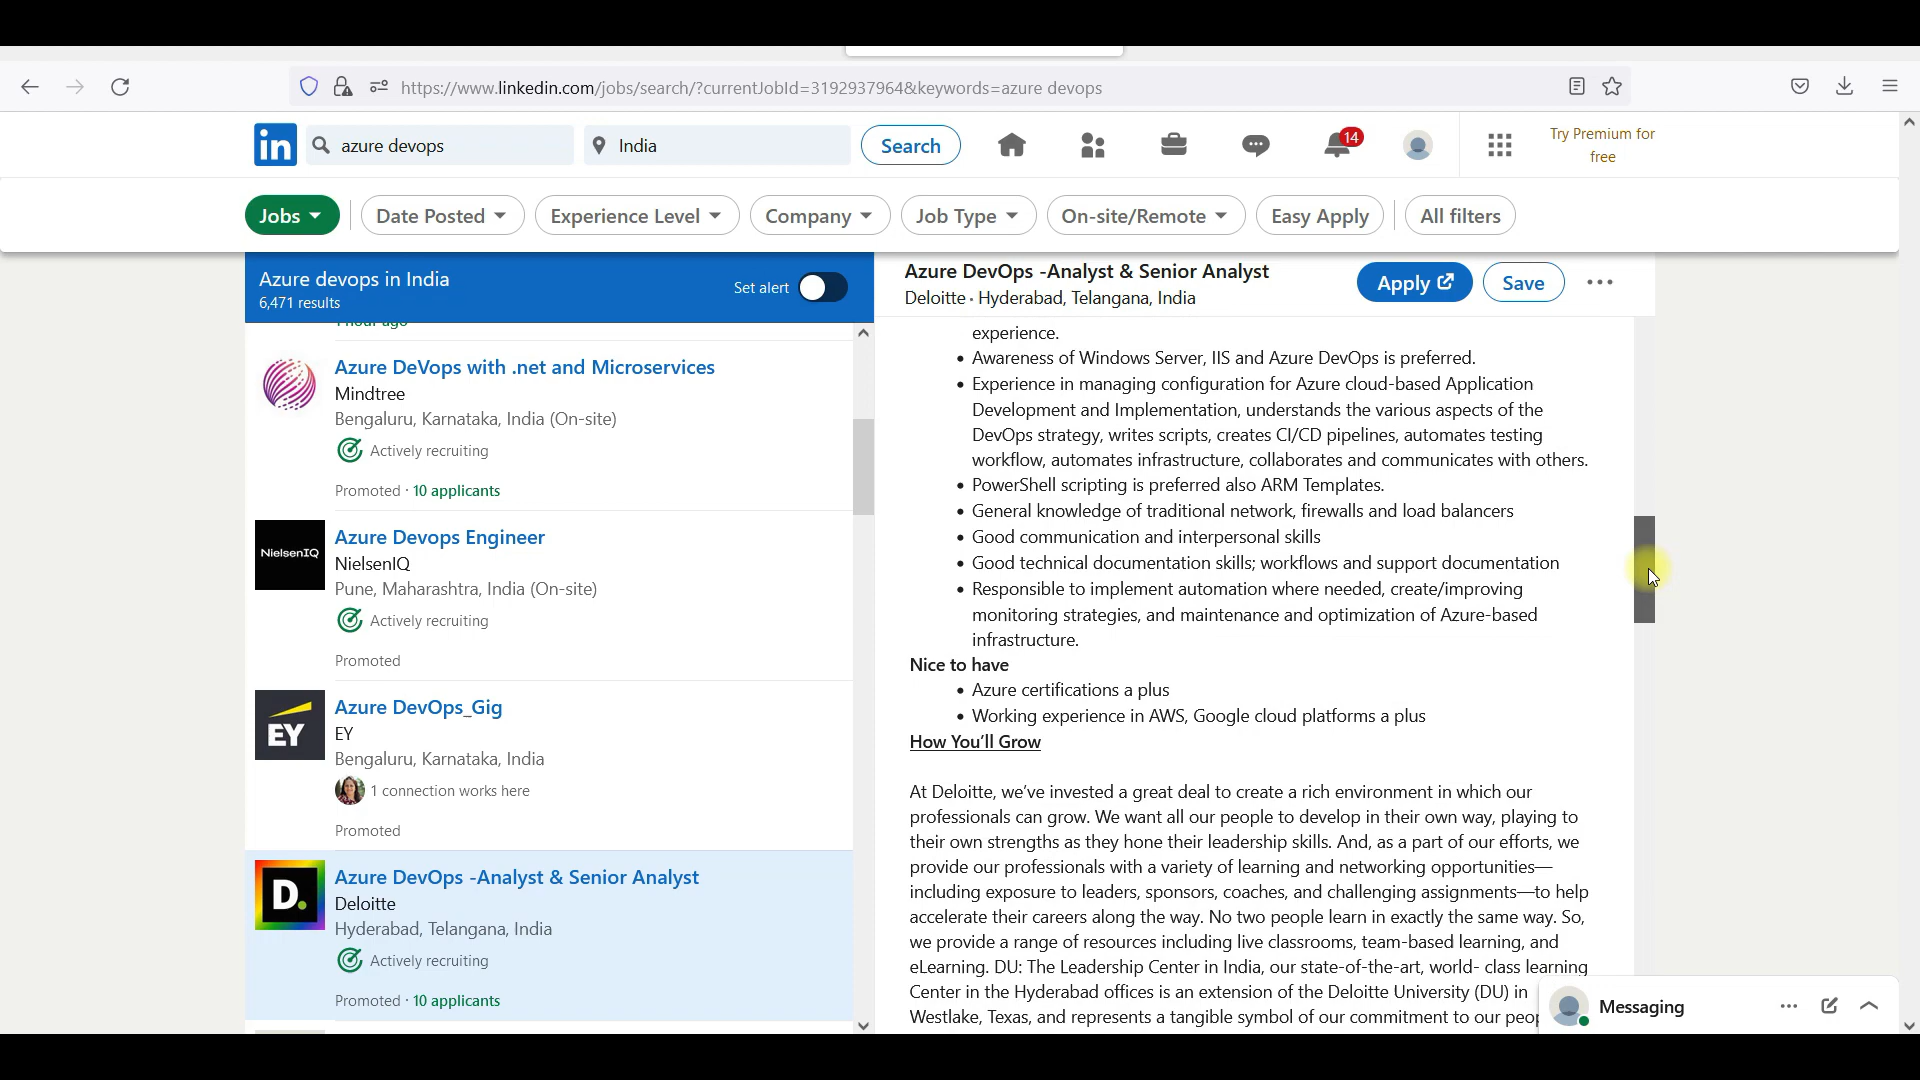 https://www.linkedin.com/jobs/search/?currentJobId=3192937964&keywords=azure devops
in
azure devops
India
Search
14
Try Premium for
free
Jobs
Date Posted
Experience Level
Company
Job Type
On-site/Remote
Easy Apply
All filters
Azure devops in India
6,471 results
Set alert
1 hour ago
Azure DeVops with .net and Microservices
Mindtree
Bengaluru, Karnataka, India (On-site)
Actively recruiting
Promoted · 10 applicants
NielsenIQ
Azure Devops Engineer
NielsenIQ
Pune, Maharashtra, India (On-site)
Actively recruiting
Promoted
EY
Azure DevOps_Gig
EY
Bengaluru, Karnataka, India
1 connection works here
Promoted
D.
Azure DevOps -Analyst & Senior Analyst
Deloitte
Hyderabad, Telangana, India
Actively recruiting
Promoted · 10 applicants
Azure DevOps -Analyst & Senior Analyst
Deloitte · Hyderabad, Telangana, India
Apply
Save
experience.
• Awareness of Windows Server, IIS and Azure DevOps is preferred.
• Experience in managing configuration for Azure cloud-based Application
Development and Implementation, understands the various aspects of the
DevOps strategy, writes scripts, creates CI/CD pipelines, automates testing
workflow, automates infrastructure, collaborates and communicates with others.
• PowerShell scripting is preferred also ARM Templates.
• General knowledge of traditional network, firewalls and load balancers
• Good communication and interpersonal skills
• Good technical documentation skills; workflows and support documentation
• Responsible to implement automation where needed, create/improving
monitoring strategies, and maintenance and optimization of Azure-based
infrastructure.
Nice to have
• Azure certifications a plus
• Working experience in AWS, Google cloud platforms a plus
How You'll Grow
At Deloitte, we've invested a great deal to create a rich environment in which our
professionals can grow. We want all our people to develop in their own way, playing to
their own strengths as they hone their leadership skills. And, as a part of our efforts, we
provide our professionals with a variety of learning and networking opportunities—
including exposure to leaders, sponsors, coaches, and challenging assignments—to help
accelerate their careers along the way. No two people learn in exactly the same way. So,
we provide a range of resources including live classrooms, team-based learning, and
eLearning. DU: The Leadership Center in India, our state-of-the-art, world- class learning
Center in the Hyderabad offices is an extension of the Deloitte University (DU) in
Westlake, Texas, and represents a tangible symbol of our commitment to our
Messaging